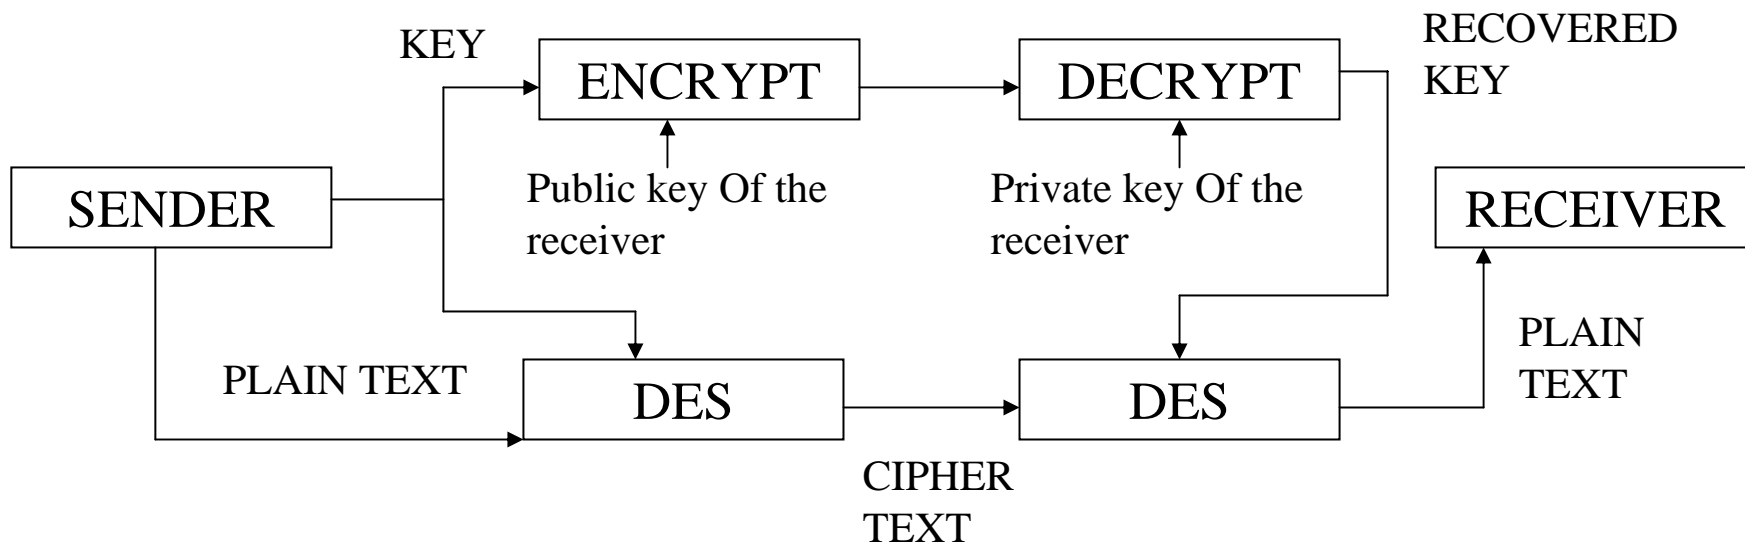 KEY
ENCRYPT
DECRYPT
RECOVERED
KEY
SENDER
Public key Of the
receiver
Private key Of the
receiver
RECEIVER
PLAIN TEXT
DES
DES
PLAIN
TEXT
CIPHER
TEXT